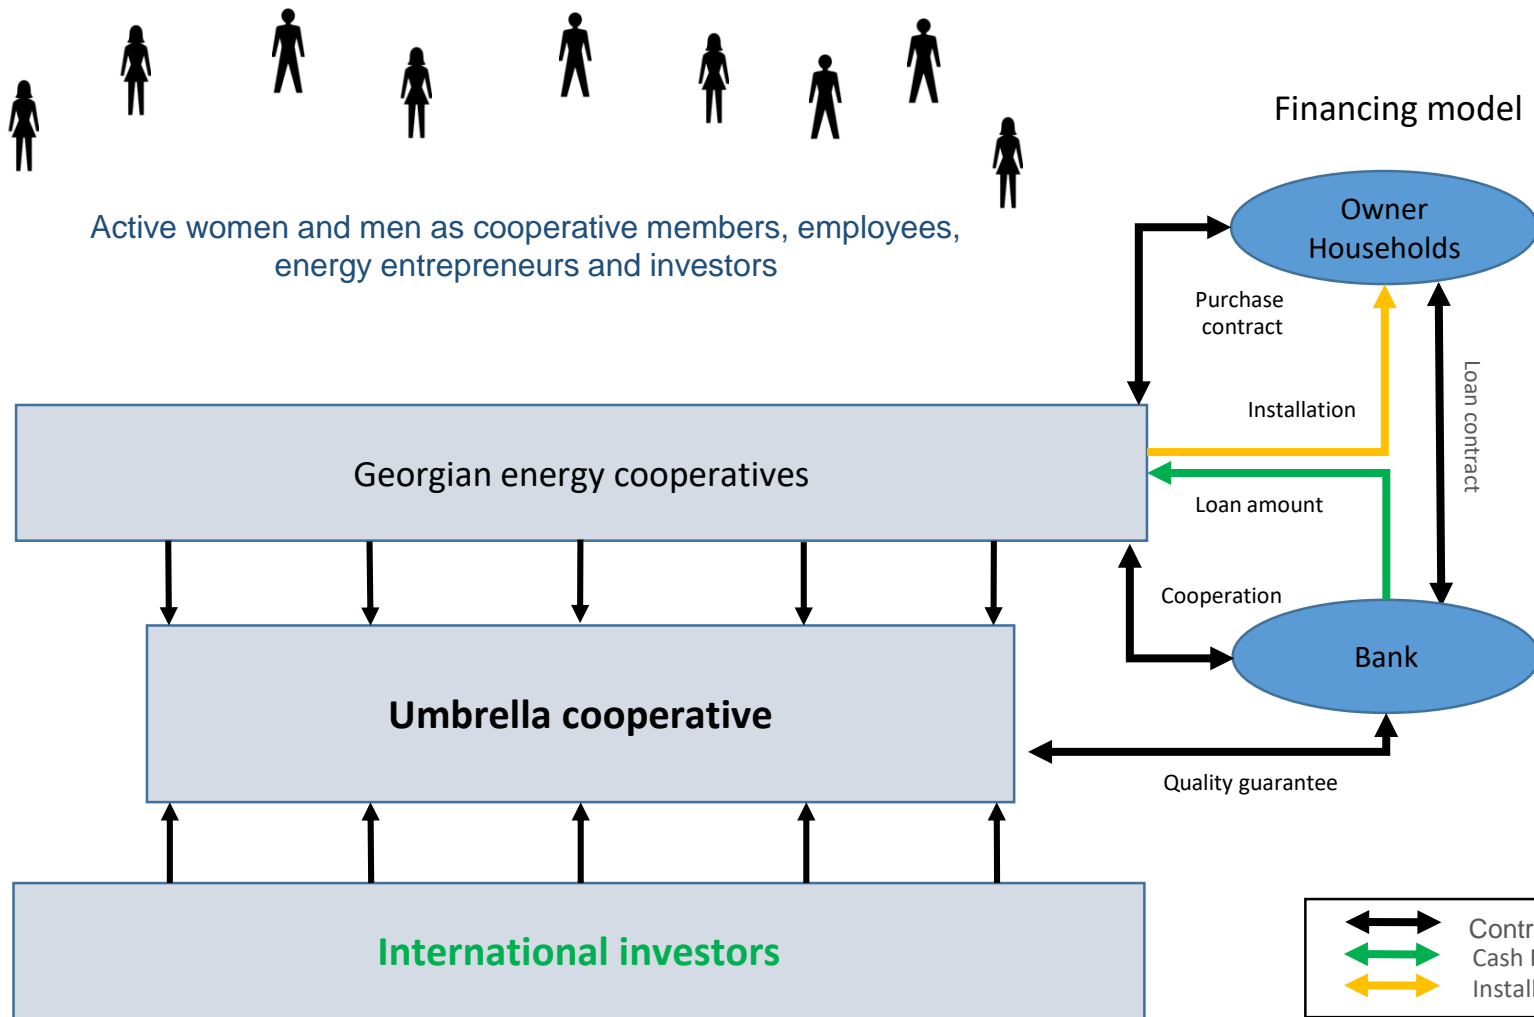 Financing model
Active women and men as cooperative members, employees,
energy entrepreneurs and investors
Owner
Households
Purchase
contract
Loan contract
Installation
Georgian energy cooperatives
Loan amount
Cooperation
Bank
Umbrella cooperative
Quality guarantee
International investors
Cash